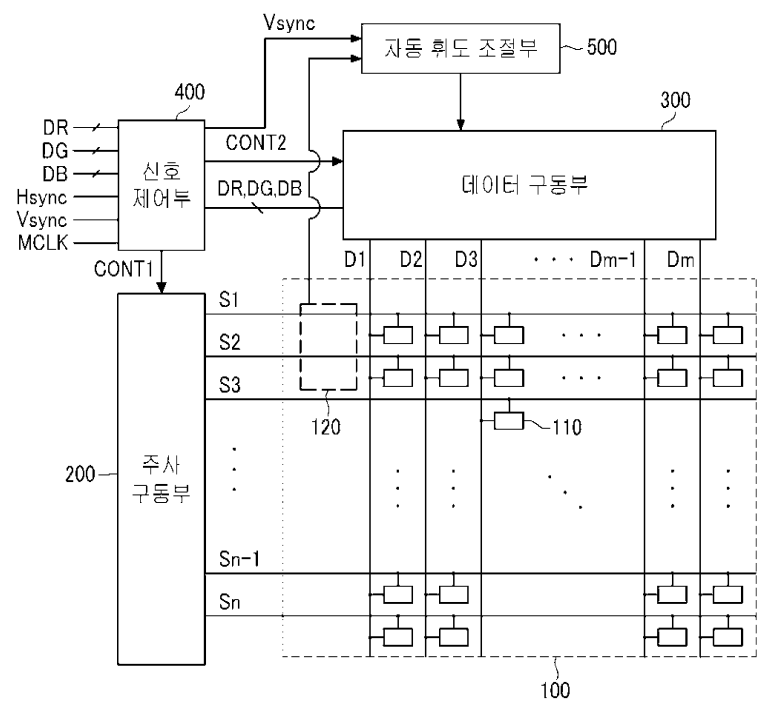 Vsync
자동 휘도 조절부
500
400
300
DR
DG
DB
Hsync
Vsync
MCLK
신호
제어부
CONT2
DR,DG,DB
데이터 구동부
CONT1
D1 D2 D3 · · · Dm-1 Dm
S1
S2
S3
120
110
200
주사
구동부
Sn-1
Sn
100